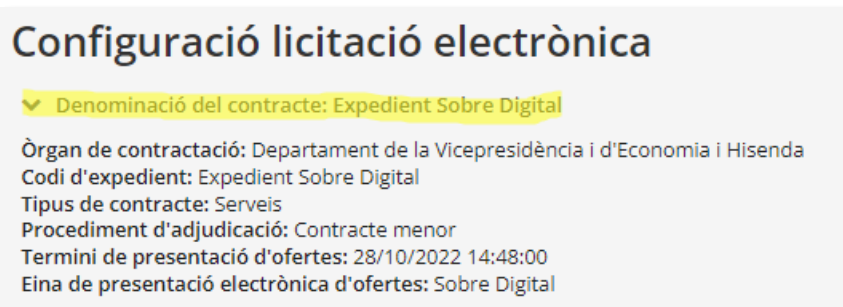 Configuració licitació electrònica
Denominació del contracte: Expedient Sobre Digital
Òrgan de contractació: Departament de la Vicepresidència i d'Economia i Hisenda
Codi d'expedient: Expedient Sobre Digital
Tipus de contracte: Serveis
Procediment d'adjudicació: Contracte menor
Termini de presentació d'ofertes: 28/10/2022 14:48:00
Eina de presentació electrònica d'ofertes: Sobre Digital